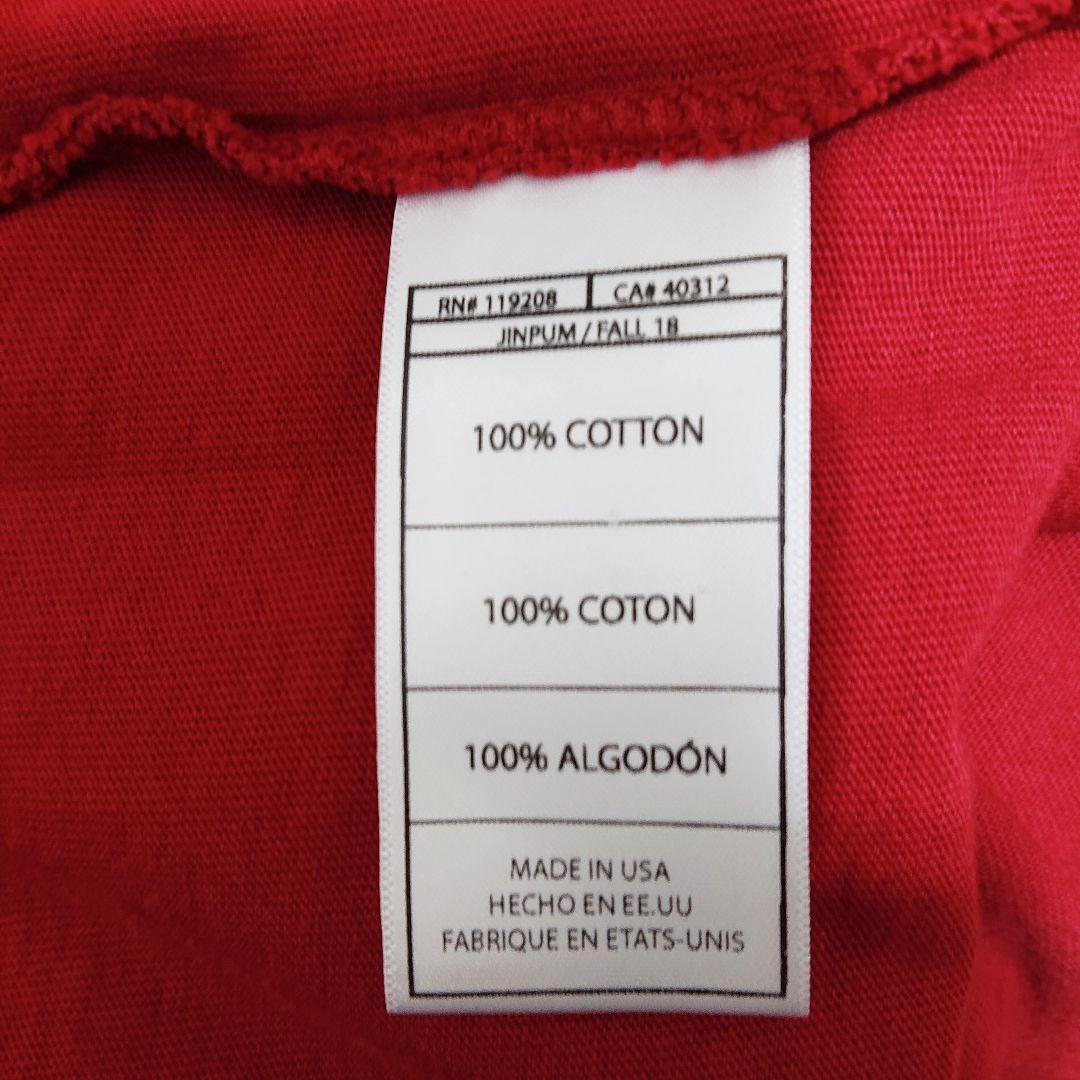 RN# 119208 CA# 40312
JINPUM / FALL 18
100% COTTON
100% COTON
100% ALGODÓN
MADE IN USA
HECHO EN EE.UU
FABRIQUE EN ETATS-UNIS